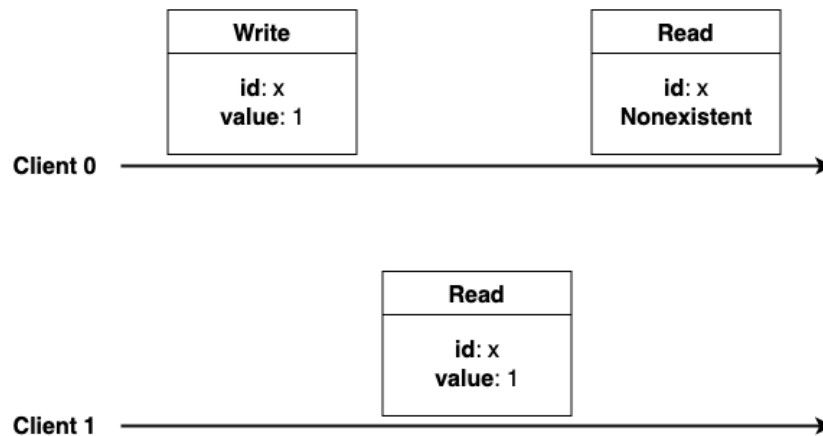 Write
id: x
value: 1
Read
id: x
Nonexistent
Client 0
Read
id: x
value: 1
Client 1